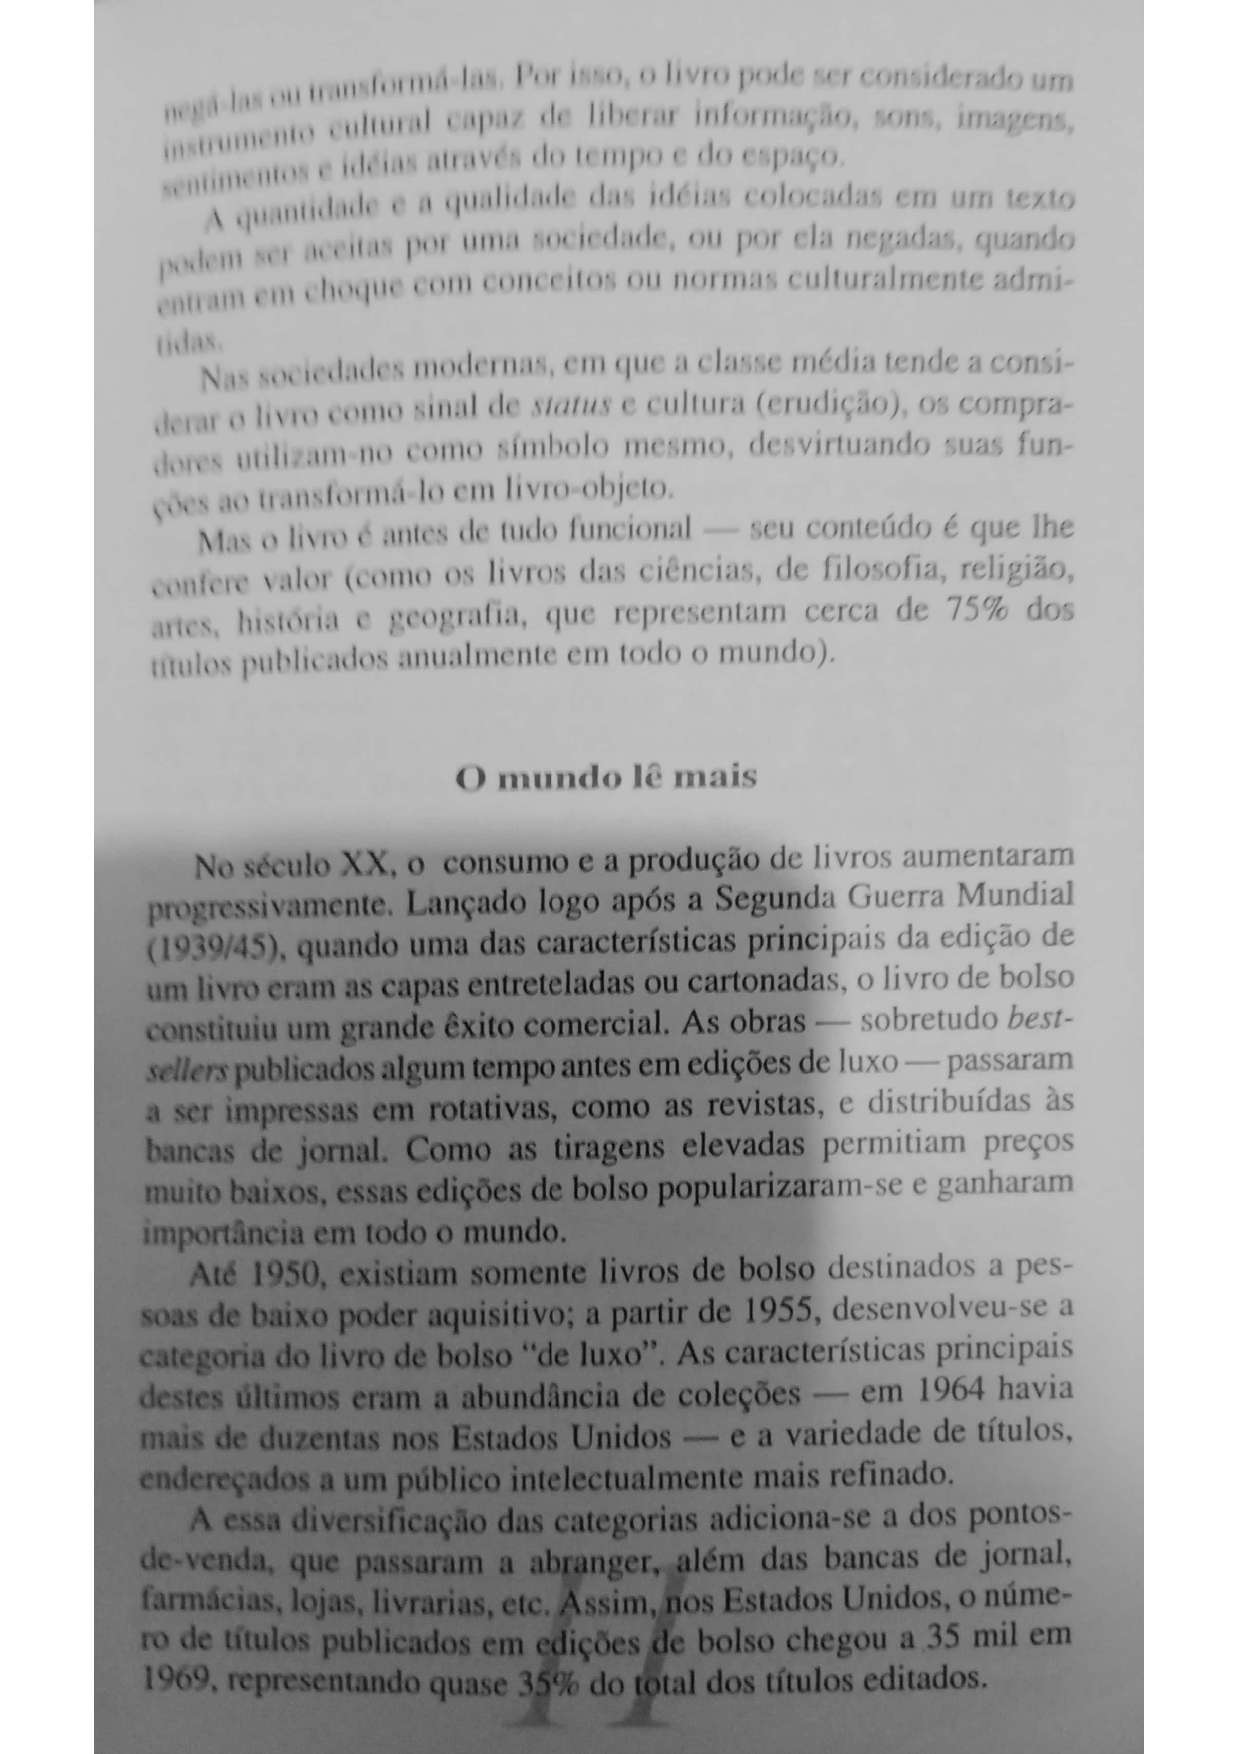 negá-las ou transformá-las. Por isso, o livro pode ser considerado um
instrumento cultural capaz de liberar informação, sons, imagens,
sentimentos e idéias através do tempo e do espaço.
A quantidade e a qualidade das idéias colocadas em um texto
podem ser aceitas por uma sociedade, ou por ela negadas, quando
entram em choque com conceitos ou normas culturalmente admi-
tidas.
Nas sociedades modernas, em que a classe média tende a consi-
derar o livro como sinal de status e cultura (erudição), os compra-
dores utilizam-no como símbolo mesmo, desvirtuando suas fun-
ções ao transformá-lo em livro-objeto.
Mas o livro é antes de tudo funcional — seu conteúdo é que lhe
confere valor (como os livros das ciências, de filosofia, religião,
artes, história e geografia, que representam cerca de 75% dos
títulos publicados anualmente em todo o mundo).
O mundo lê mais
No século XX, o consumo e a produção de livros aumentaram
progressivamente. Lançado logo após a Segunda Guerra Mundial
(1939/45), quando uma das características principais da edição de
um livro eram as capas entreteladas ou cartonadas, o livro de bolso
constituiu um grande êxito comercial. As obras — sobretudo best-
sellers publicados algum tempo antes em edições de luxo — passaram
a ser impressas em rotativas, como as revistas, e distribuídas às
bancas de jornal. Como as tiragens elevadas permitiam preços
muito baixos, essas edições de bolso popularizaram-se e ganharam
importância em todo o mundo.
Até 1950, existiam somente livros de bolso destinados a pes-
soas de baixo poder aquisitivo; a partir de 1955, desenvolveu-se a
categoria do livro de bolso “de luxo”. As características principais
destes últimos eram a abundância de coleções — em 1964 havia
mais de duzentas nos Estados Unidos — e a variedade de títulos,
endereçados a um público intelectualmente mais refinado.
A essa diversificação das categorias adiciona-se a dos pontos-
de-venda, que passaram a abranger, além das bancas de jornal,
farmácias, lojas, livrarias, etc. Assim, nos Estados Unidos, o núme-
ro de títulos publicados em edições de bolso chegou a 35 mil em
1969, representando quase 35% do total dos títulos editados.
11